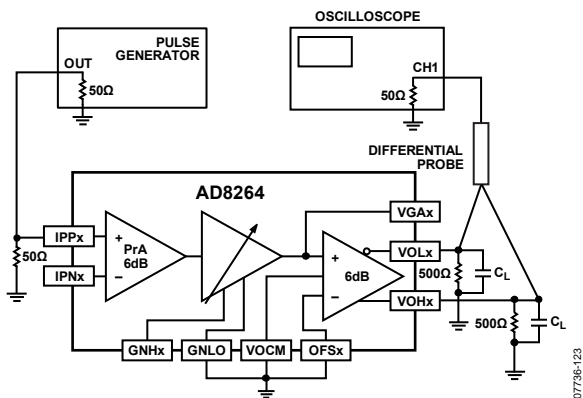 OSCILLOSCOPE
PULSE
GENERATOR
OUT
50Ω
CH1
50Ω
DIFFERENTIAL
PROBE
AD8264
VGAx
IPPx
PrA
6dB
+
–
50Ω
IPNx
+
–
6dB
VOLx
500Ω
CL
VOHx
500Ω
CL
GNHx
GNLO
VOCM
OFSx
07736-123